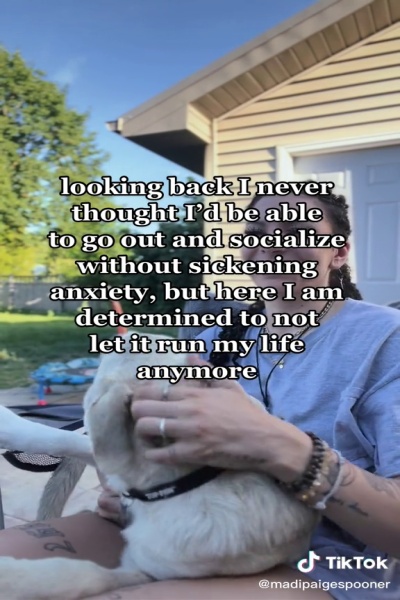 looking back I never
thought I'd be able
to go out and socialize
without sickening
anxiety, but here I am
determined to not
let it run my life
anymore
TikTok
@madipaigespooner